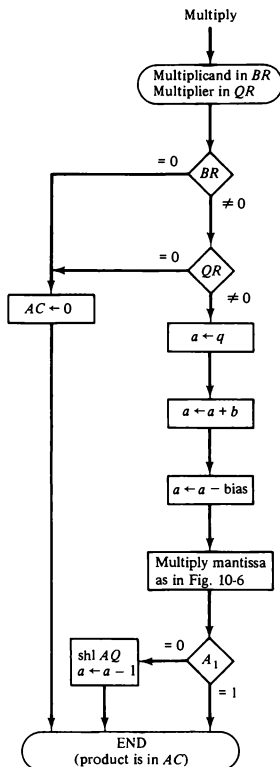 Multiply
Multiplicand in BR
Multiplier in QR
= 0
BR
≠ 0
= 0
QR
≠ 0
AC ← 0
a ← q
a ← a + b
a ← a − bias
Multiply mantissa
as in Fig. 10-6
= 0
shl AQ
a ← a − 1
A₁
= 1
END
(product is in AC)